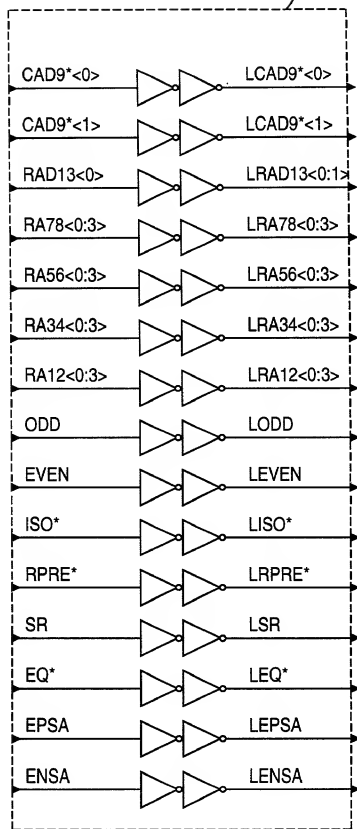 CAD9*<0> LCAD9*<0>
CAD9*<1> LCAD9*<1>
RAD13<0> LRAD13<0:1>
RA78<0:3> LRA78<0:3>
RA56<0:3> LRA56<0:3>
RA34<0:3> LRA34<0:3>
RA12<0:3> LRA12<0:3>
ODD LODD
EVEN LEVEN
ISO* LISO*
RPRE* LRPRE*
SR LSR
EQ* LEQ*
EPSA LEPSA
ENSA LENSA